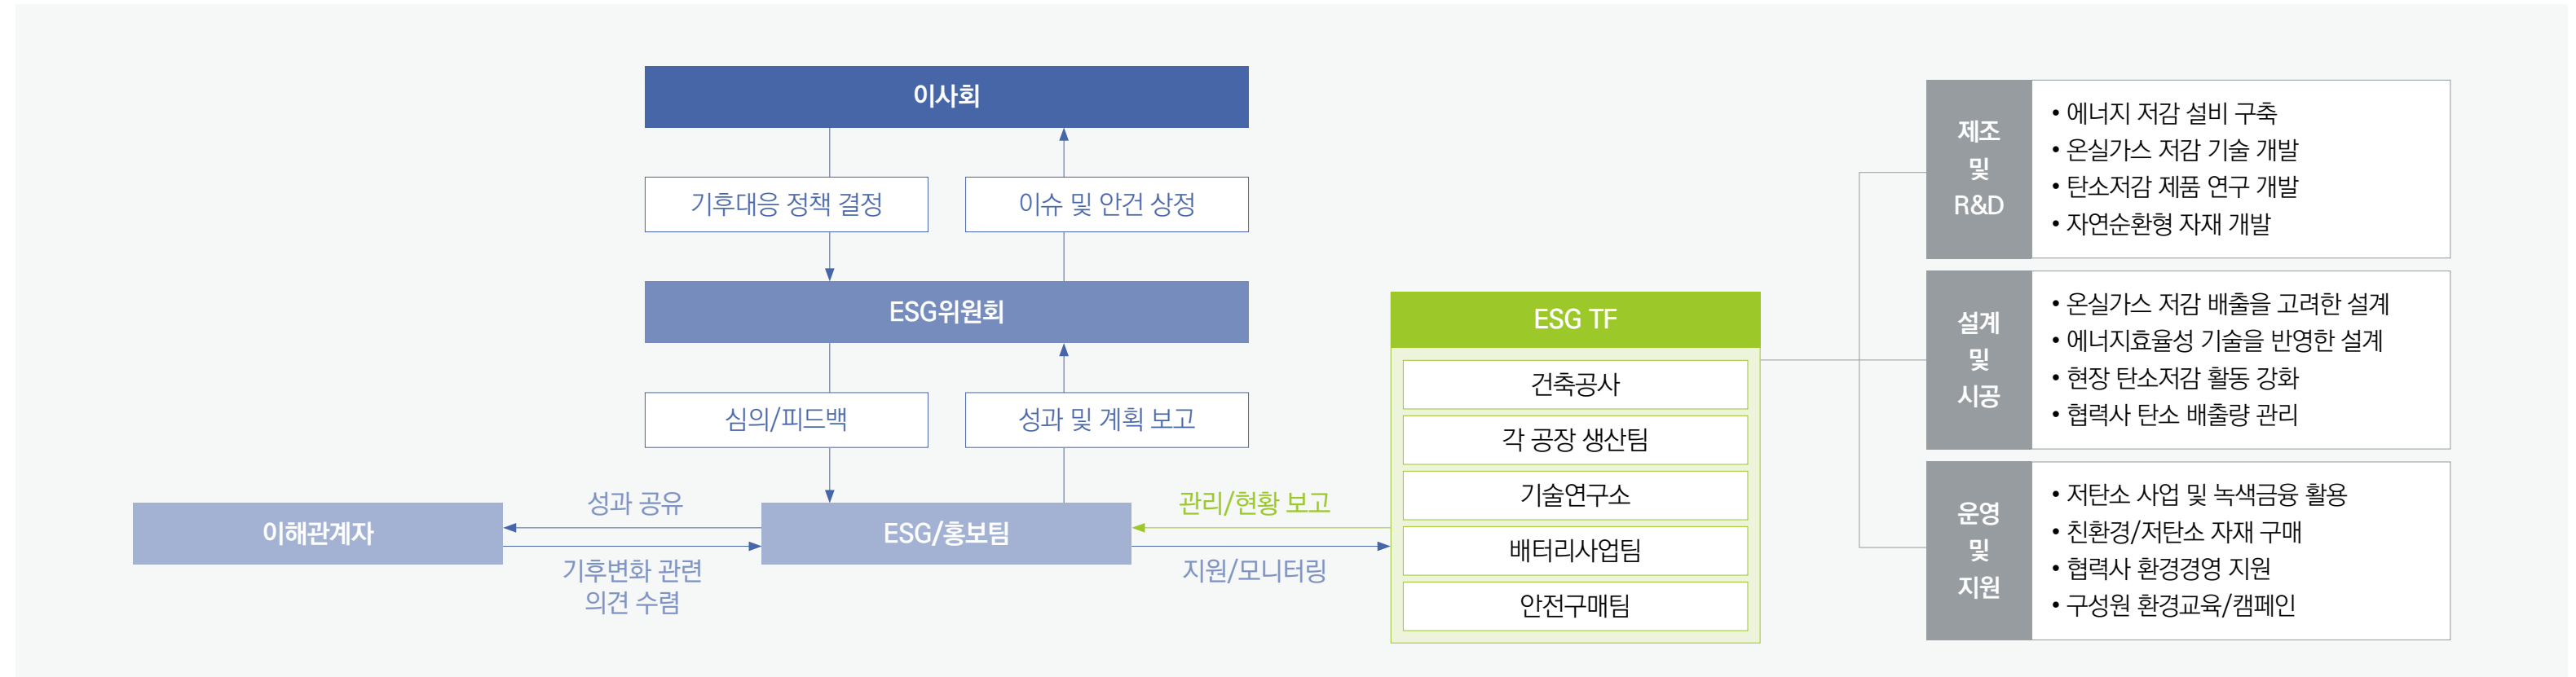 이사회
기후대응 정책 결정
이슈 및 안건 상정
ESG위원회
심의/피드백
성과 및 계획 보고
이해관계자
성과 공유
기후변화 관련
의견 수렴
ESG/홍보팀
관리/현황 보고
지원/모니터링
ESG TF
건축공사
각 공장 생산팀
기술연구소
배터리사업팀
안전구매팀
제조
및
R&D
• 에너지 저감 설비 구축
• 온실가스 저감 기술 개발
• 탄소저감 제품 연구 개발
• 자연순환형 자재 개발
설계
및
시공
• 온실가스 저감 배출을 고려한 설계
• 에너지효율성 기술을 반영한 설계
• 현장 탄소저감 활동 강화
• 협력사 탄소 배출량 관리
운영
및
지원
• 저탄소 사업 및 녹색금융 활용
• 친환경/저탄소 자재 구매
• 협력사 환경경영 지원
• 구성원 환경교육/캠페인